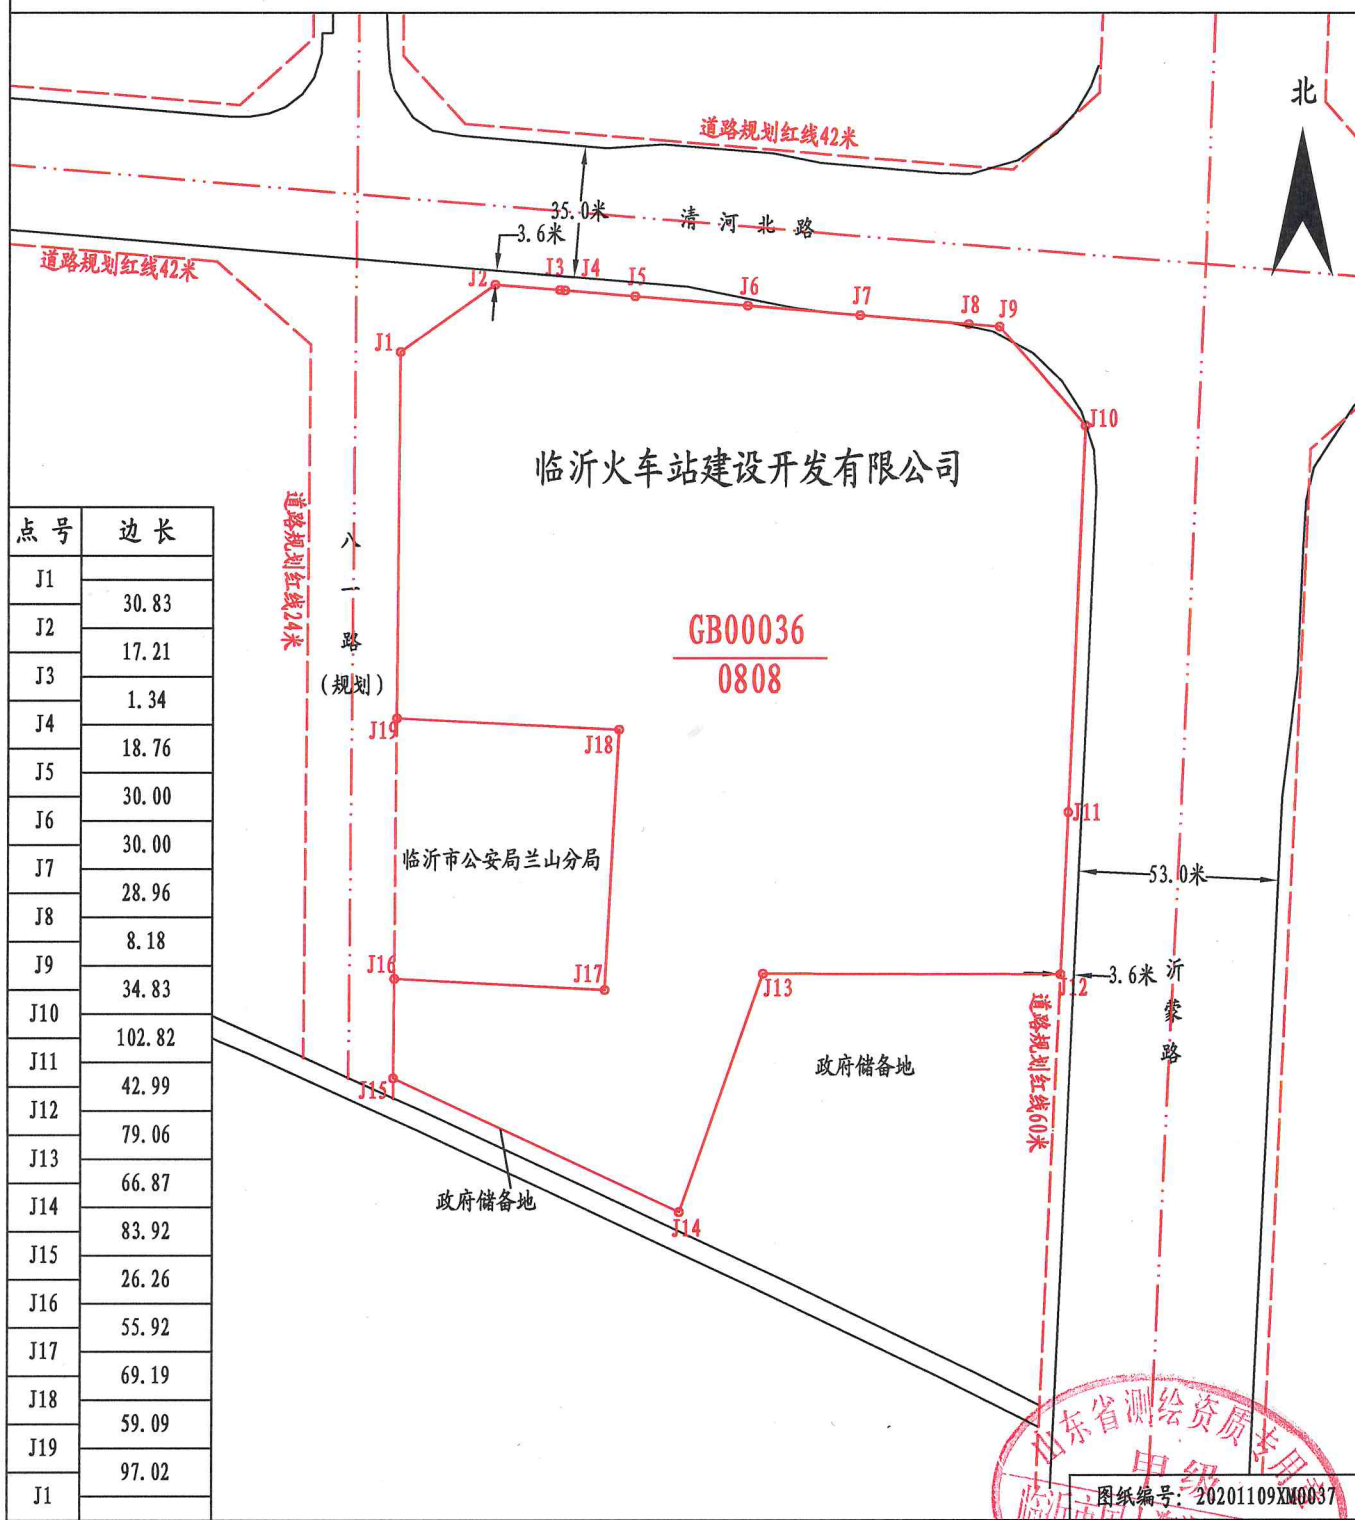 北
道路规划红线42米
35.0米
清河北路
3.6米
道路规划红线42米
J2
J3
J4
J5
J6
J7
J8
J9
J1
J10
临沂火车站建设开发有限公司
道路规划红线24米
八一路
(规划)
GB00036
0808
J19
J18
J11
临沂市公安局兰山分局
53.0米
J16
J17
J13
J12
3.6米
沂蒙路
道路规划红线60米
政府储备地
J15
政府储备地
J14
点号 边长
J1
30.83
J2
17.21
J3
1.34
J4
18.76
J5
30.00
J6
30.00
J7
28.96
J8
8.18
J9
34.83
J10
102.82
J11
42.99
J12
79.06
J13
66.87
J14
83.92
J15
26.26
J16
55.92
J17
69.19
J18
59.09
J19
97.02
J1
山东省测绘资质专用章
甲级
图纸编号: 20201109XM0037